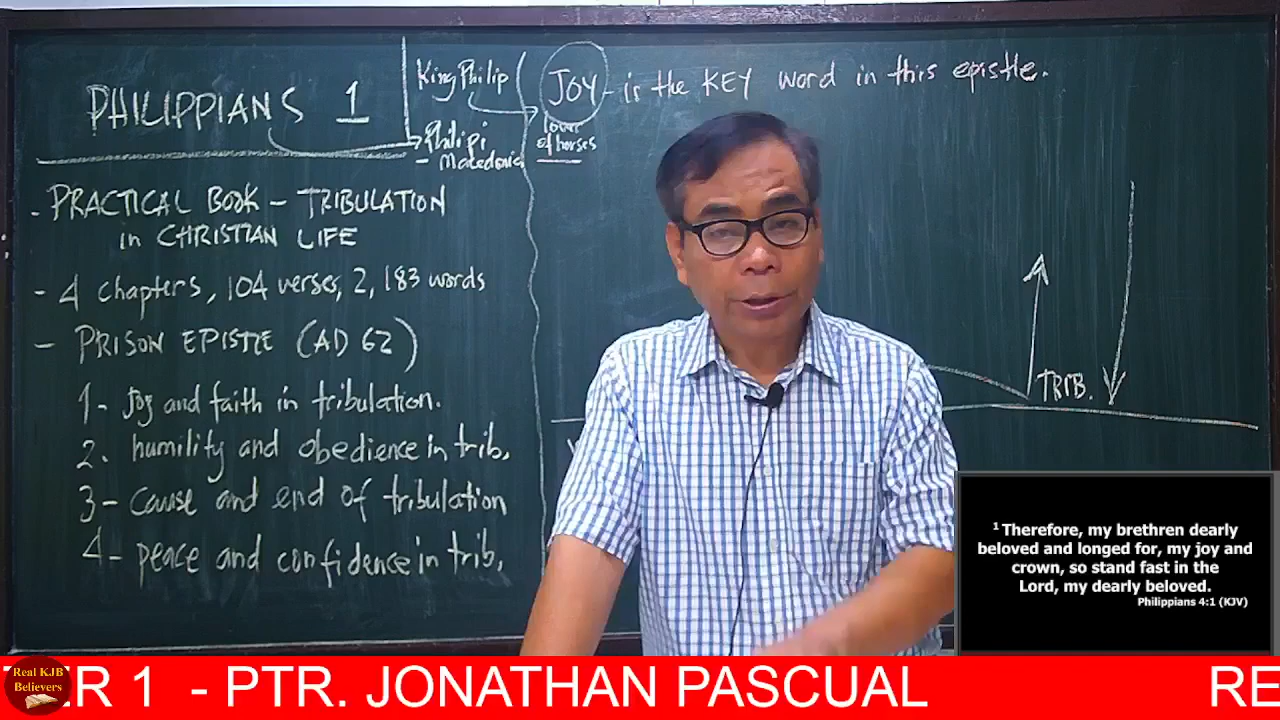 PHILIPPIANS 1
King Philip
Philipi
- Macedonia
JOY - is the KEY word in this epistle.
lover
of horses
- PRACTICAL BOOK - TRIBULATION
in CHRISTIAN LIFE
- 4 chapters, 104 verses, 2,183 words
- PRISON EPISTLE (AD 62)
1 - Joy and faith in tribulation.
2. humility and obedience in trib.
3 - cause and end of tribulation
4 - peace and confidence in trib.
TRIB.
1 Therefore, my brethren dearly
beloved and longed for, my joy and
crown, so stand fast in the
Lord, my dearly beloved.
Philippians 4:1 (KJV)
Real KJB
Believers
ER 1 - PTR. JONATHAN PASCUAL RE